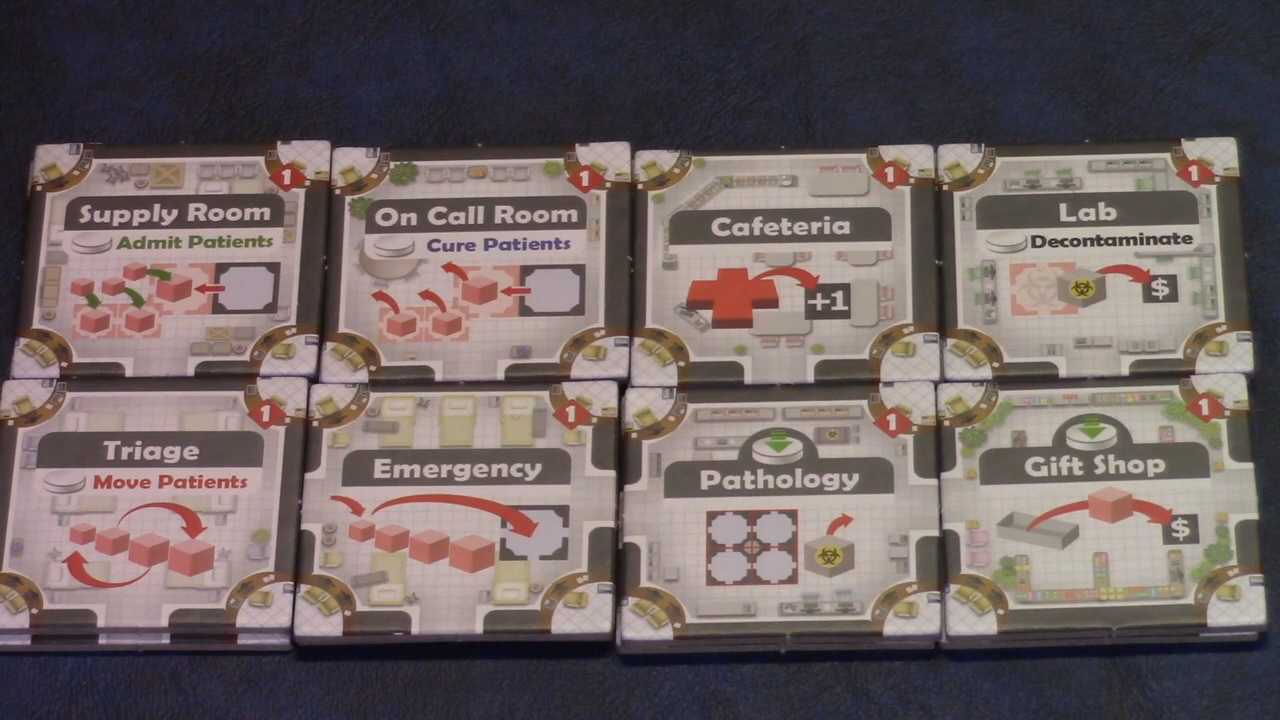 1
Supply Room
Admit Patients
1
On Call Room
Cure Patients
1
Cafeteria
+1
1
Lab
Decontaminate
$
1
Triage
Move Patients
1
Emergency
1
Pathology
1
Gift Shop
$